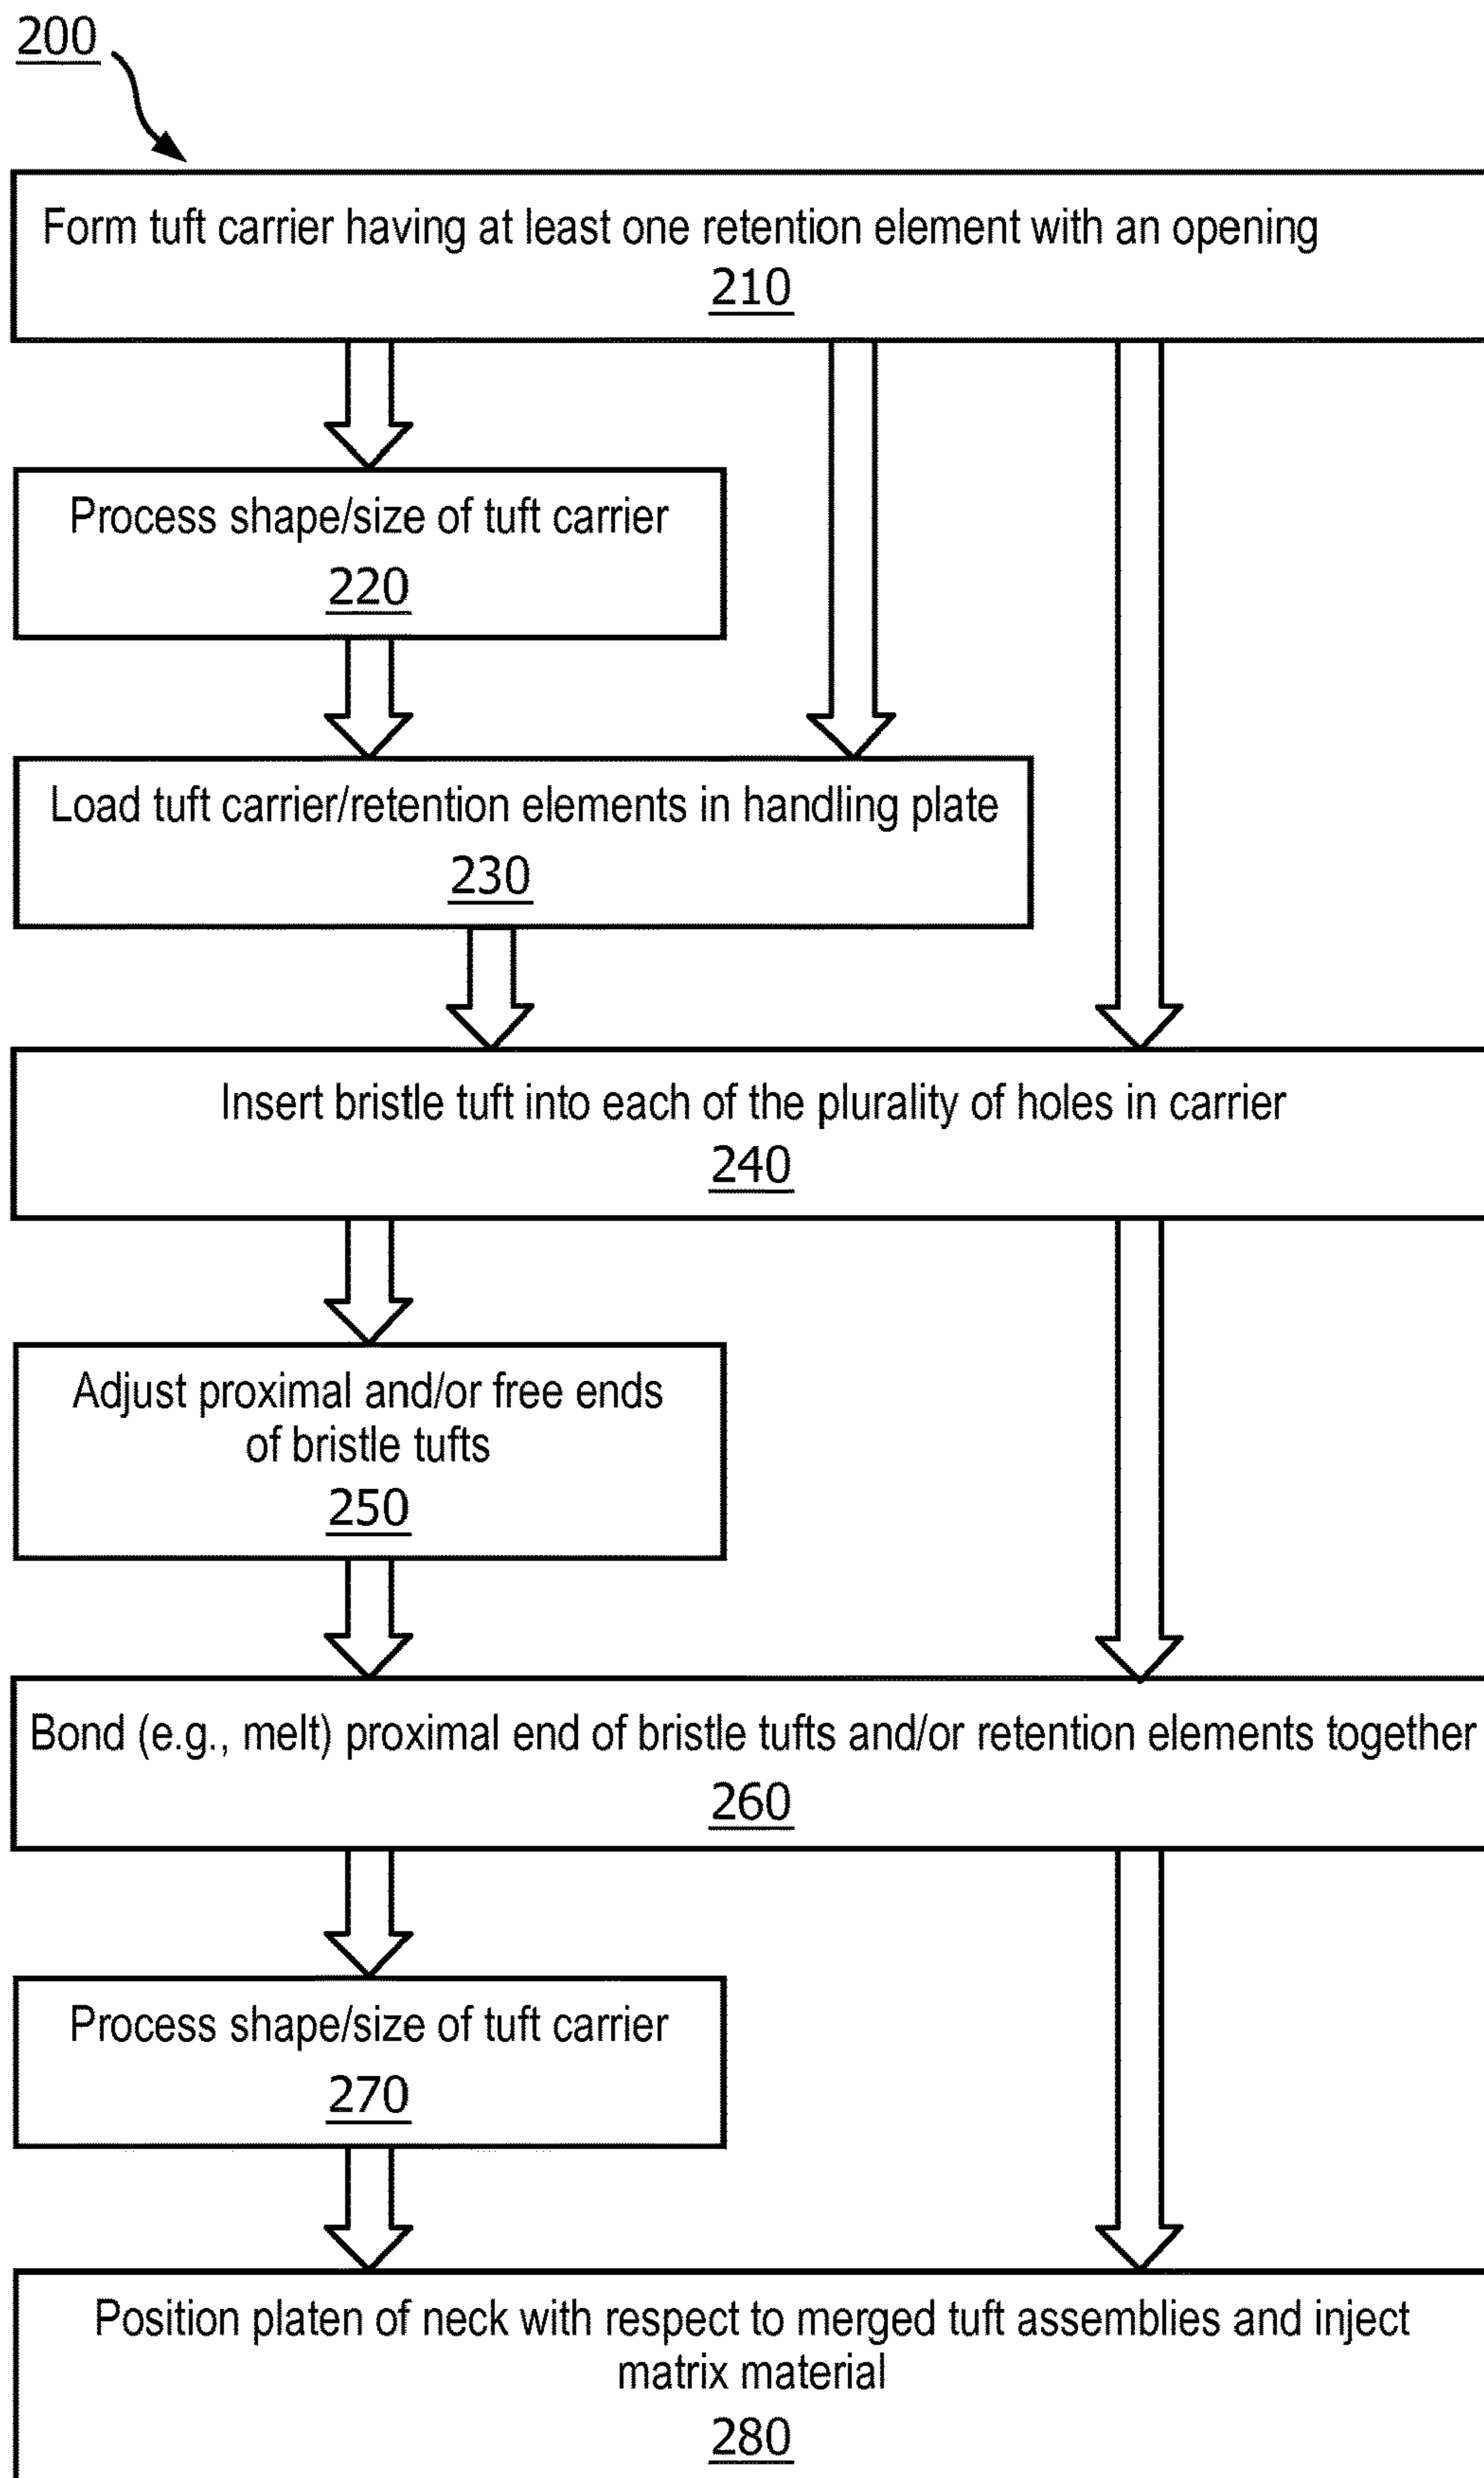 200
Form tuft carrier having at least one retention element with an opening
210
Process shape/size of tuft carrier
220
Load tuft carrier/retention elements in handling plate
230
Insert bristle tuft into each of the plurality of holes in carrier
240
Adjust proximal and/or free ends
of bristle tufts
250
Bond (e.g., melt) proximal end of bristle tufts and/or retention elements together
260
Process shape/size of tuft carrier
270
Position platen of neck with respect to merged tuft assemblies and inject
matrix material
280